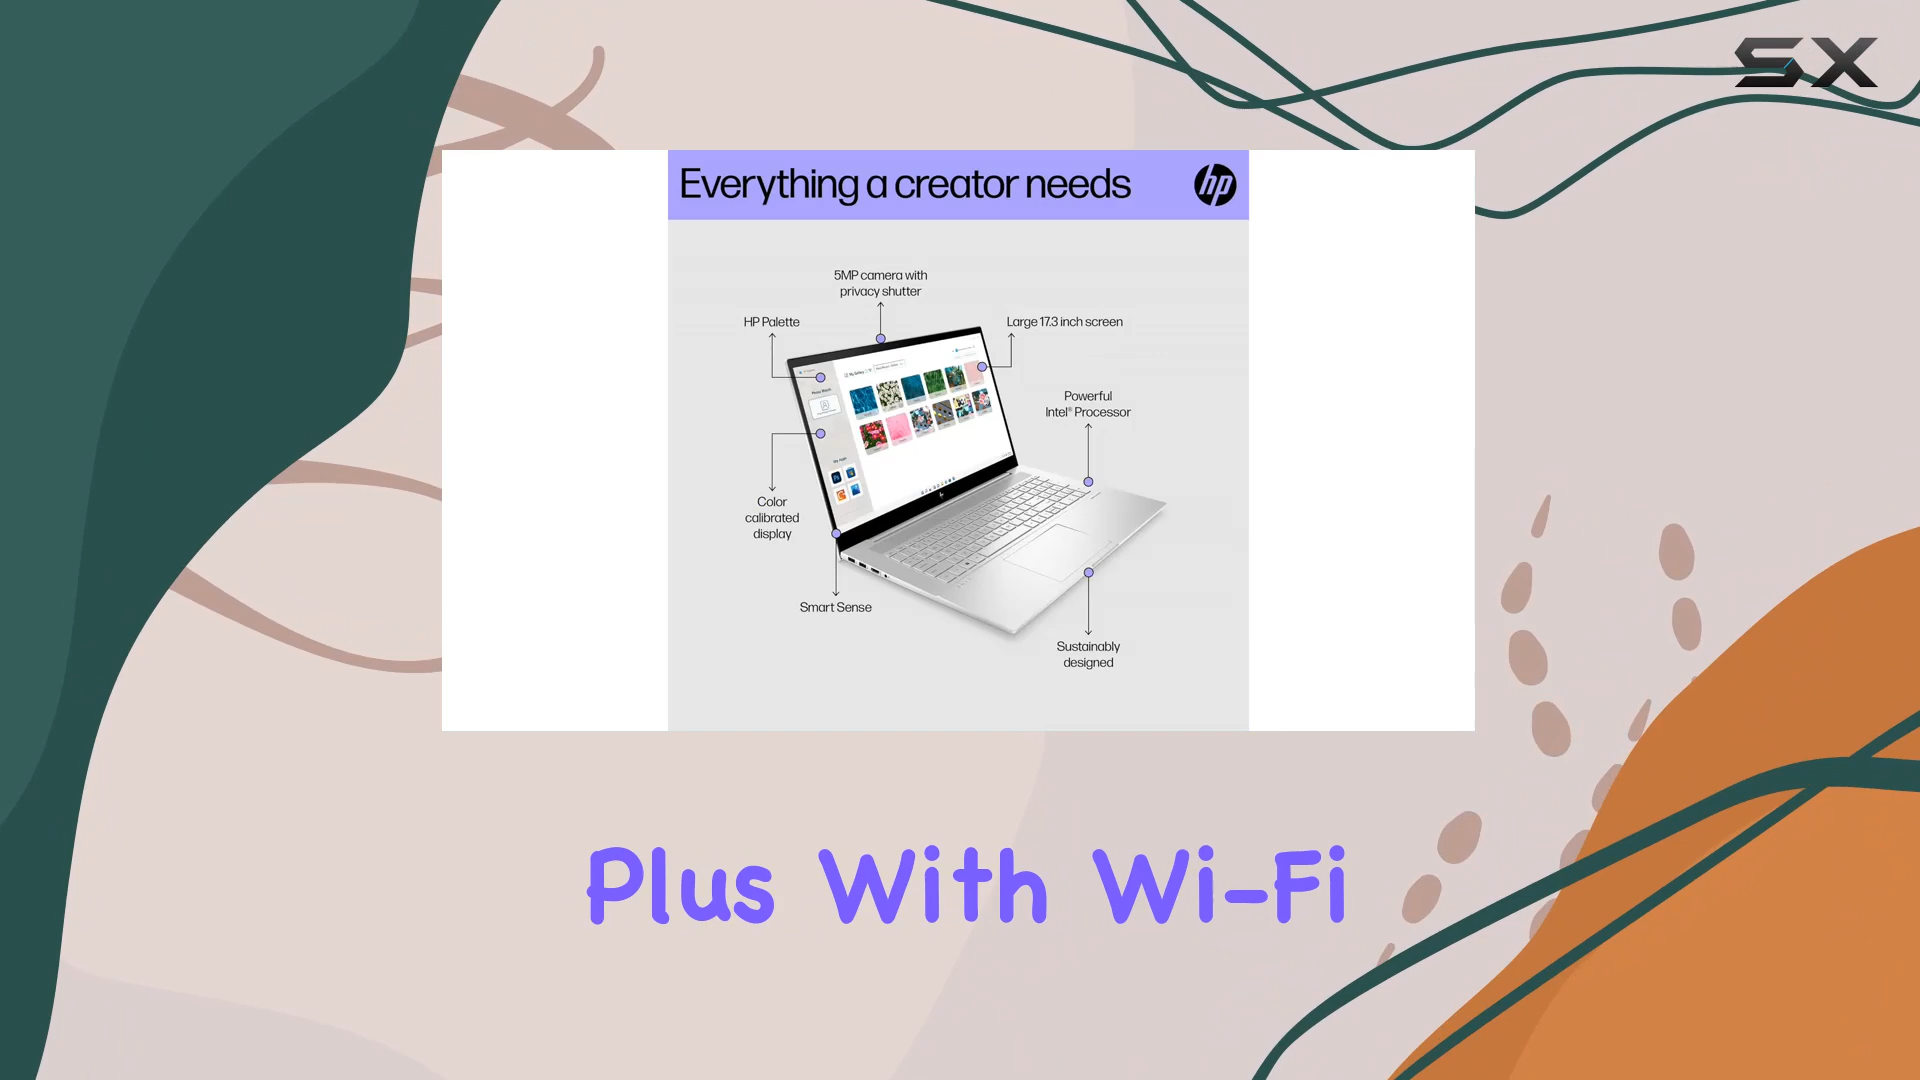 SX
Everything a creator needs
hp
5MP camera with
privacy shutter
HP Palette
Large 17.3 inch screen
Powerful
Intel® Processor
Color
calibrated
display
Smart Sense
Sustainably
designed
Plus With Wi-Fi